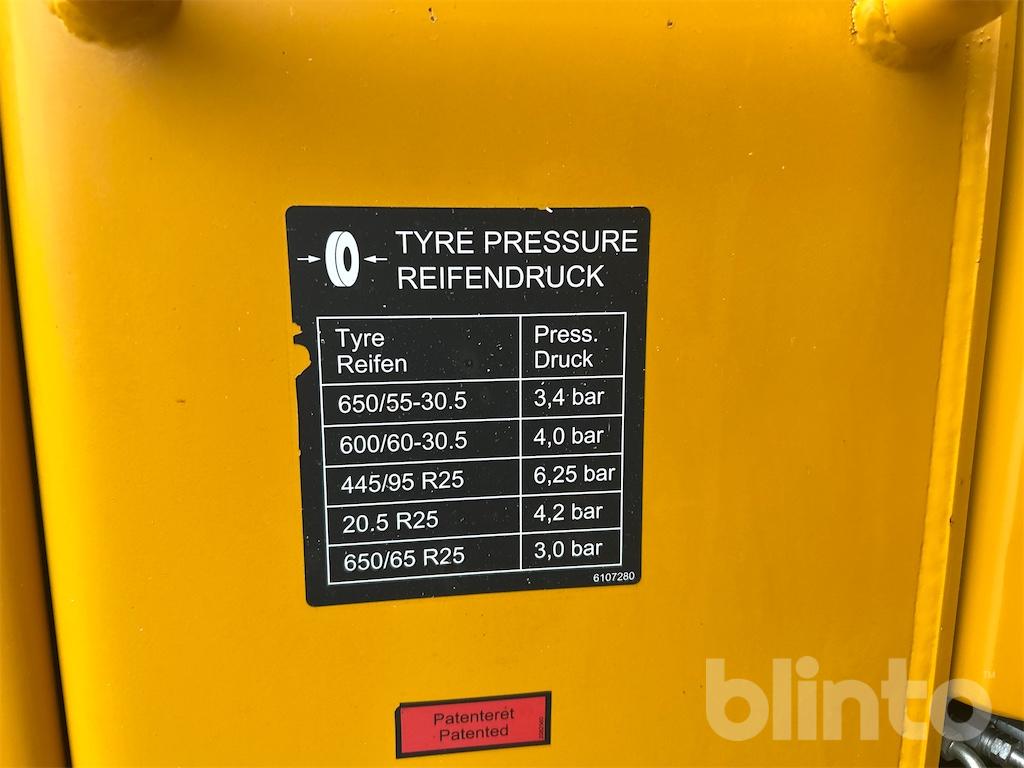 TYRE PRESSURE
REIFENDRUCK
Tyre Press.
Reifen Druck
650/55-30.5 3,4 bar
600/60-30.5 4,0 bar
445/95 R25 6,25 bar
20.5 R25 4,2 bar
650/65 R25 3,0 bar
6107280
Patenteret
Patented
blinto™